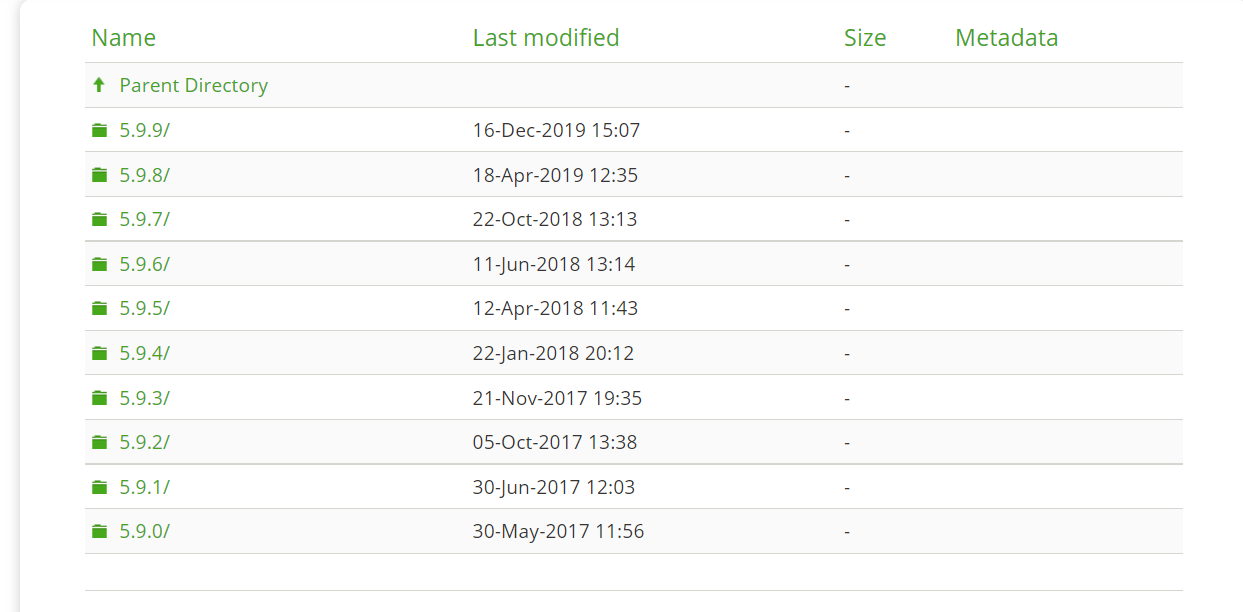 Name Last modified Size Metadata
Parent Directory -
5.9.9/ 16-Dec-2019 15:07 -
5.9.8/ 18-Apr-2019 12:35 -
5.9.7/ 22-Oct-2018 13:13 -
5.9.6/ 11-Jun-2018 13:14 -
5.9.5/ 12-Apr-2018 11:43 -
5.9.4/ 22-Jan-2018 20:12 -
5.9.3/ 21-Nov-2017 19:35 -
5.9.2/ 05-Oct-2017 13:38 -
5.9.1/ 30-Jun-2017 12:03 -
5.9.0/ 30-May-2017 11:56 -